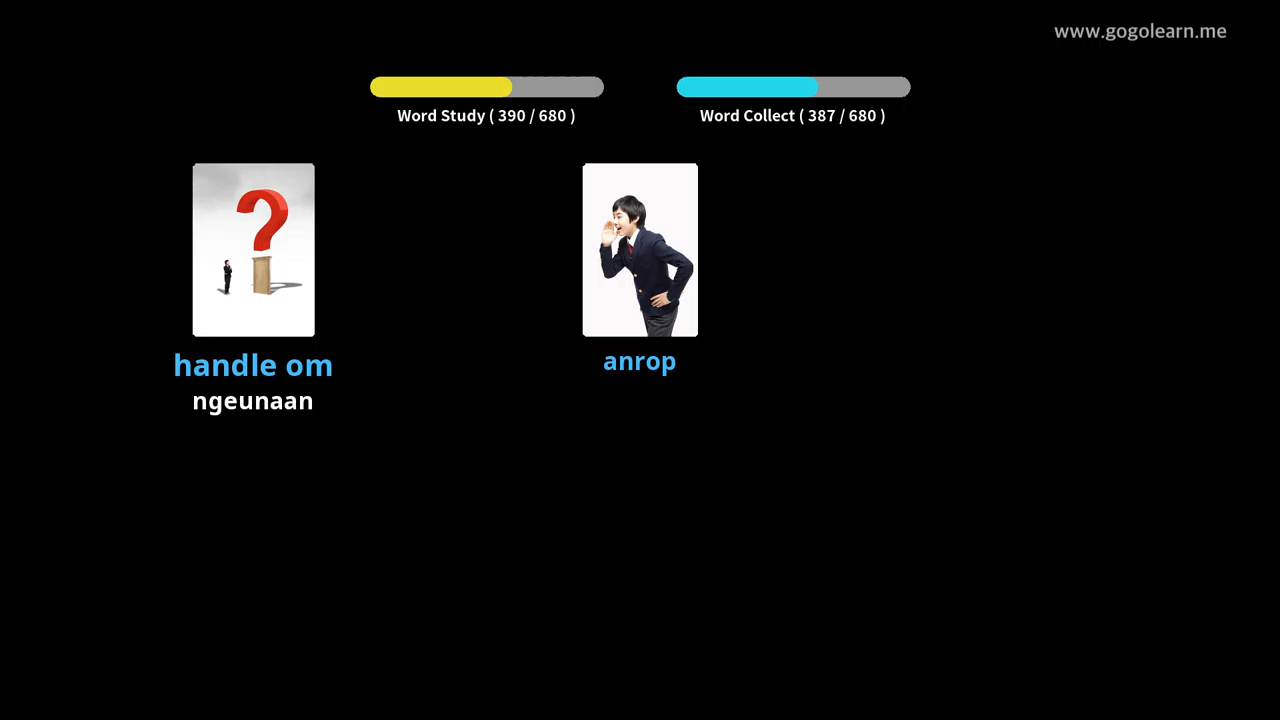 www.gogolearn.me
Word Study ( 390 / 680 )
Word Collect ( 387 / 680 )
handle om
ngeunaan
anrop